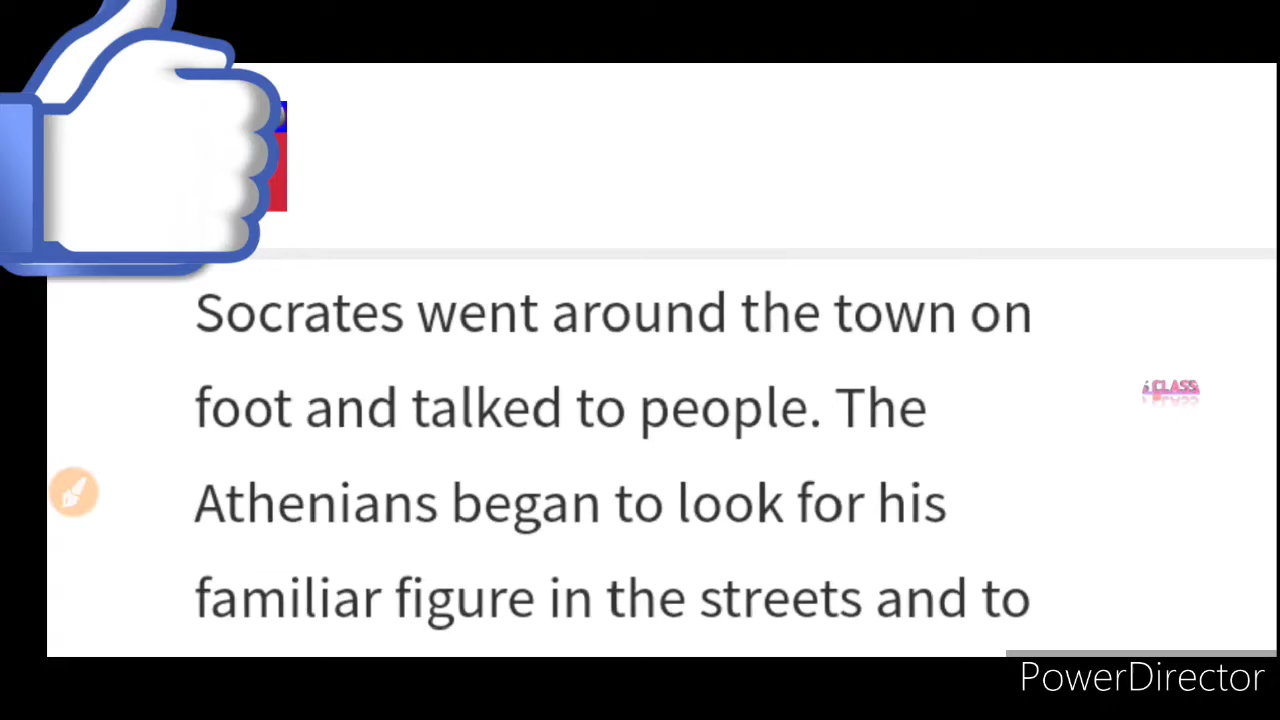 Socrates went around the town on
foot and talked to people. The
Athenians began to look for his
familiar figure in the streets and to
i CLASS
PowerDirector